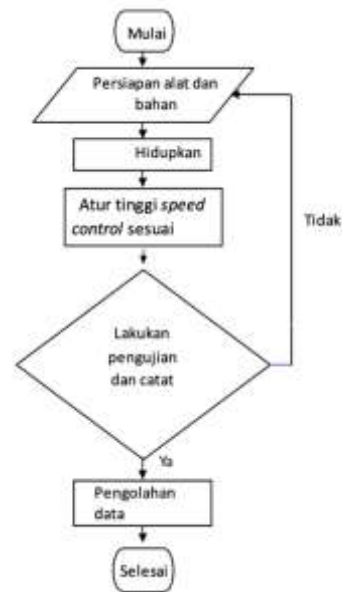 Mulai
Persiapan alat dan
bahan
Hidupkan
Atur tinggi speed
control sesuai
Tidak
Lakukan
pengujian
dan catat
Ya
Pengolahan
data
Selesai